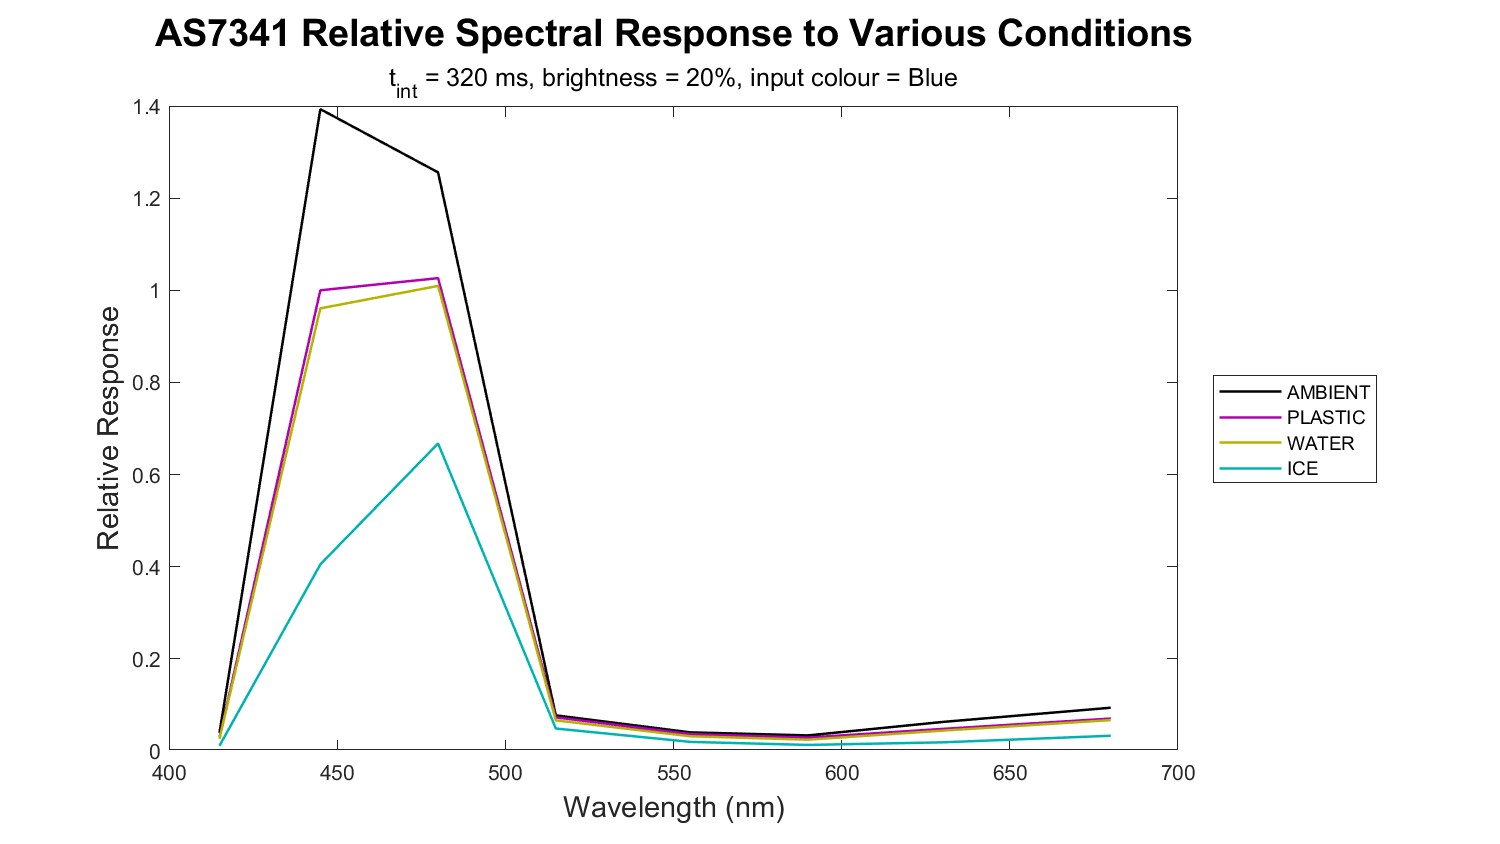 AS7341 Relative Spectral Response to Various Conditions
t_int = 320 ms, brightness = 20%, input colour = Blue
1.4
1.2
1
0.8
0.6
0.4
0.2
0
Relative Response
400 450 500 550 600 650 700
Wavelength (nm)
AMBIENT
PLASTIC
WATER
ICE